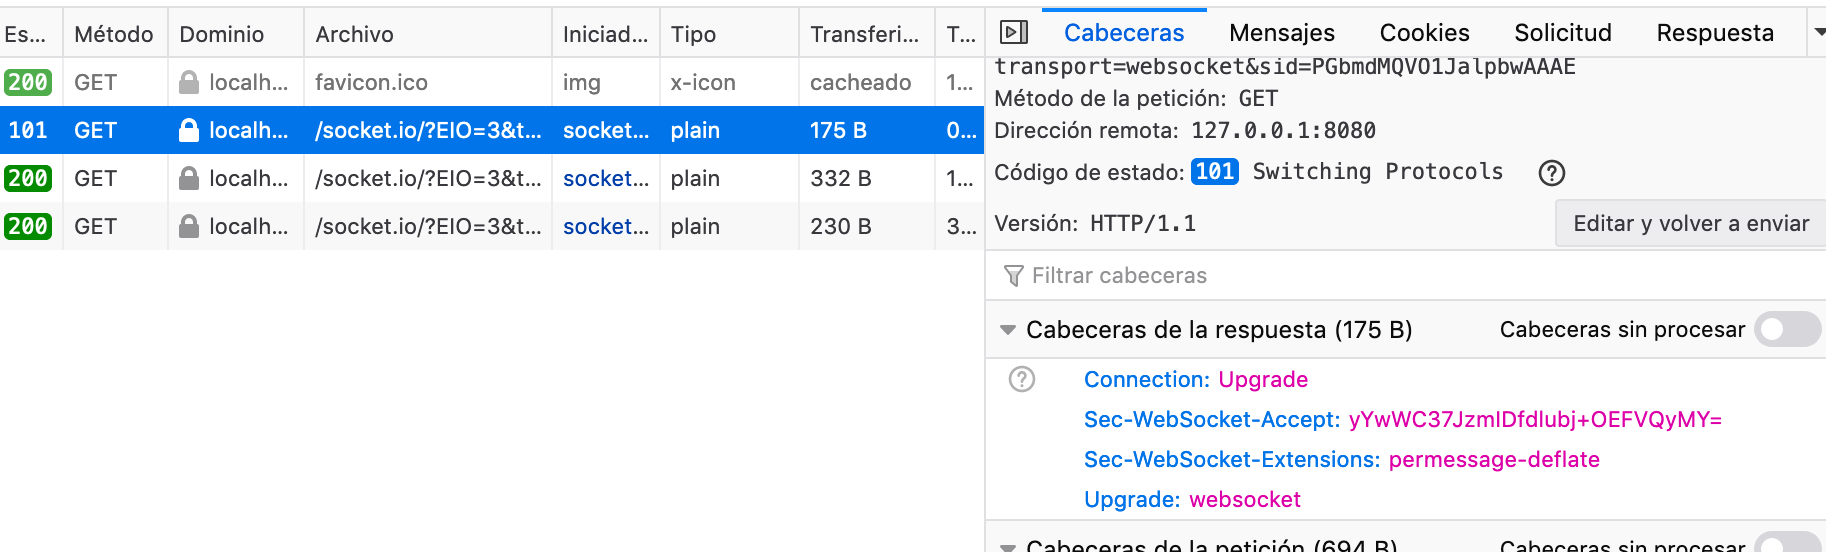 Es... Método Dominio Archivo Iniciad... Tipo Transferi... T...
200 GET localh... favicon.ico img x-icon cacheado 1...
101 GET localh... /socket.io/?EIO=3&t... socket... plain 175 B 0...
200 GET localh... /socket.io/?EIO=3&t... socket... plain 332 B 1...
200 GET localh... /socket.io/?EIO=3&t... socket... plain 230 B 3...
Cabeceras Mensajes Cookies Solicitud Respuesta
transport=websocket&sid=PGbmdMQVO1JalpbwAAAE
Método de la petición: GET
Dirección remota: 127.0.0.1:8080
Código de estado: 101 Switching Protocols ?
Versión: HTTP/1.1 Editar y volver a enviar
Filtrar cabeceras
Cabeceras de la respuesta (175 B) Cabeceras sin procesar
? Connection: Upgrade
Sec-WebSocket-Accept: yYwWC37JzmIDfdlubj+OEFVQyMY=
Sec-WebSocket-Extensions: permessage-deflate
Upgrade: websocket
Cabeceras de la petición (694 B) Cabeceras sin procesar